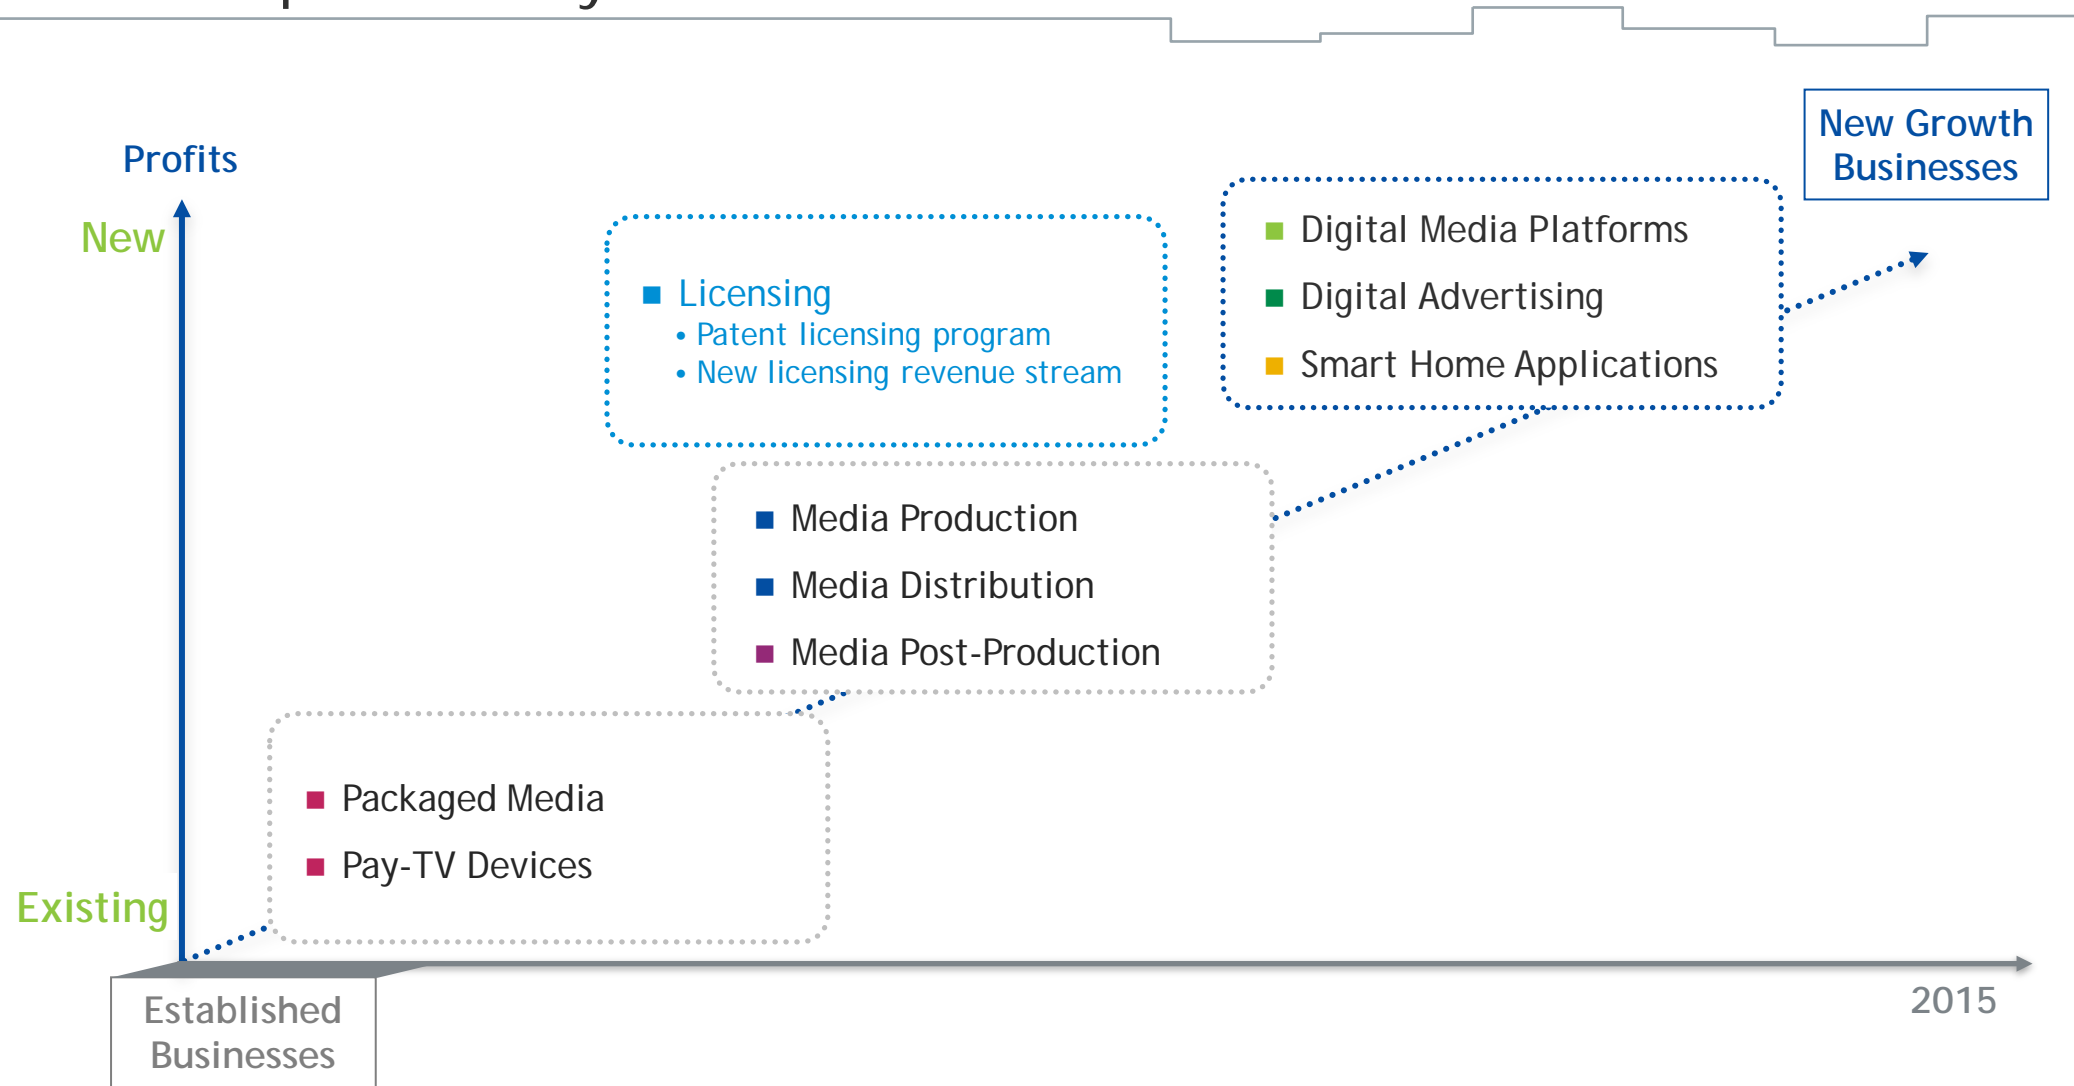 New Growth
Businesses
Profits
New
Digital Media Platforms
Digital Advertising
Smart Home Applications
Licensing
• Patent licensing program
• New licensing revenue stream
Media Production
Media Distribution
Media Post-Production
Packaged Media
Pay-TV Devices
Existing
Established
Businesses
2015